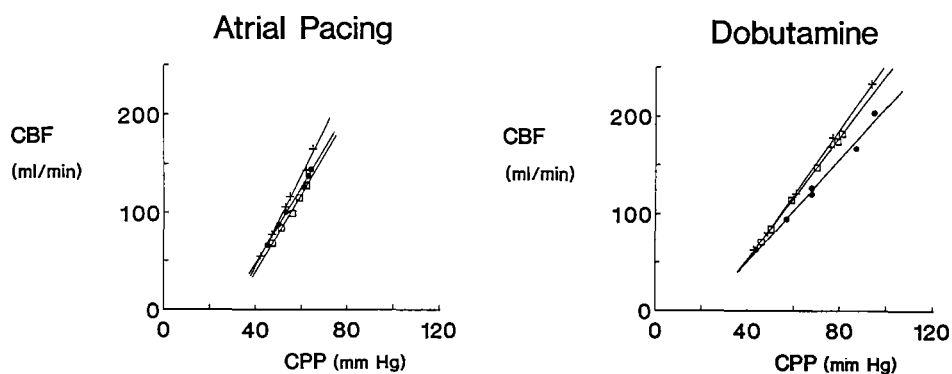 Atrial Pacing
CBF
(ml/min)
200
100
0
0
40
80
120
CPP (mm Hg)
Dobutamine
CBF
(ml/min)
200
100
0
0
40
80
120
CPP (mm Hg)